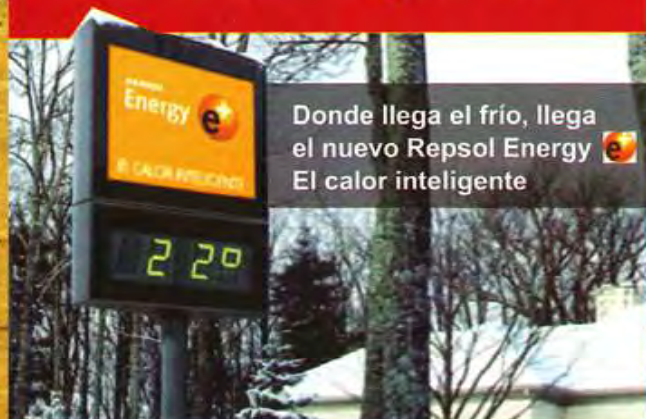 Energy e+
EL CALOR INTELIGENTE
22º
Donde llega el frío, llega
el nuevo Repsol Energy e+
El calor inteligente